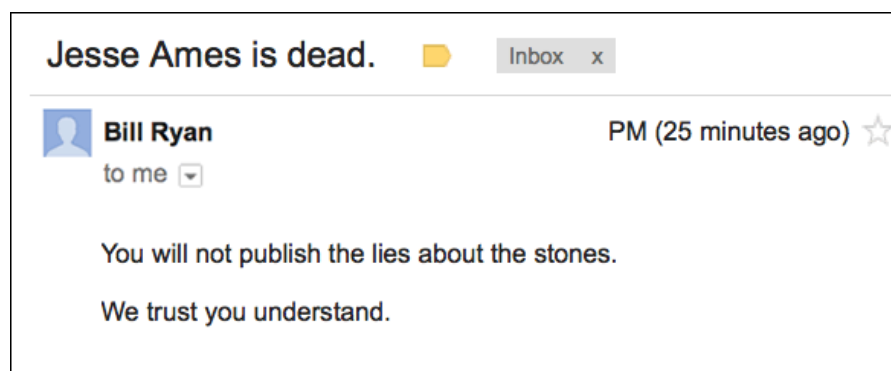 Jesse Ames is dead. Inbox x
Bill Ryan PM (25 minutes ago)
to me
You will not publish the lies about the stones.
We trust you understand.